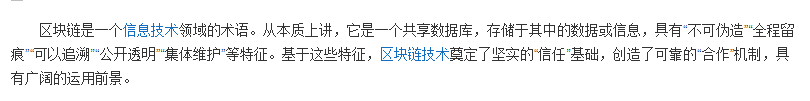 区块链是一个信息技术领域的术语。从本质上讲，它是一个共享数据库，存储于其中的数据或信息，具有“不可伪造”“全程留
痕”“可以追溯”“公开透明”“集体维护”等特征。基于这些特征，区块链技术奠定了坚实的“信任”基础，创造了可靠的“合作”机制，具
有广阔的运用前景。